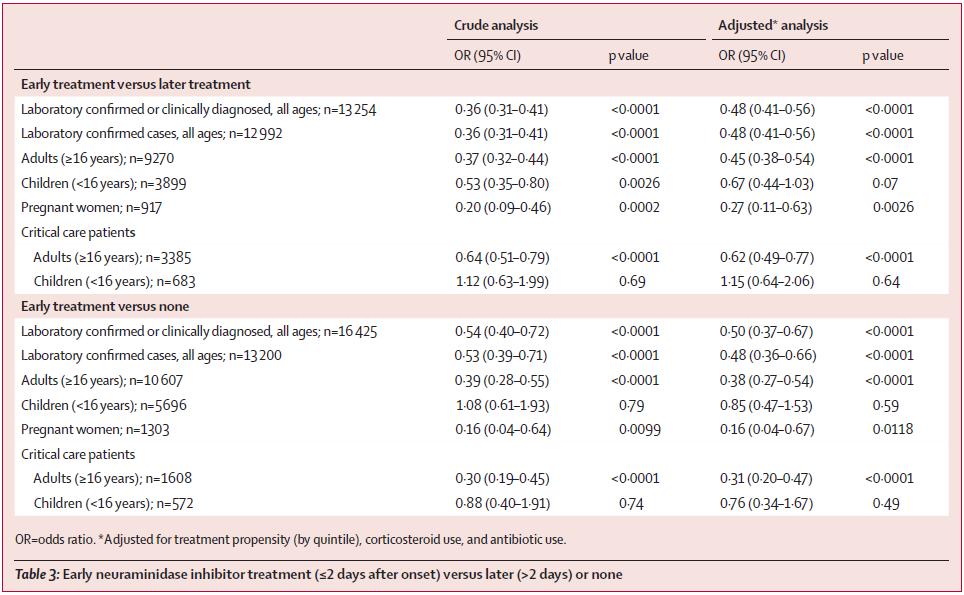 Crude analysis Adjusted* analysis
OR (95% CI) p value OR (95% CI) p value
Early treatment versus later treatment
Laboratory confirmed or clinically diagnosed, all ages; n=13 254 0·36 (0·31–0·41) <0·0001 0·48 (0·41–0·56) <0·0001
Laboratory confirmed cases, all ages; n=12 992 0·36 (0·31–0·41) <0·0001 0·48 (0·41–0·56) <0·0001
Adults (≥16 years); n=9270 0·37 (0·32–0·44) <0·0001 0·45 (0·38–0·54) <0·0001
Children (<16 years); n=3899 0·53 (0·35–0·80) 0·0026 0·67 (0·44–1·03) 0·07
Pregnant women; n=917 0·20 (0·09–0·46) 0·0002 0·27 (0·11–0·63) 0·0026
Critical care patients
Adults (≥16 years); n=3385 0·64 (0·51–0·79) <0·0001 0·62 (0·49–0·77) <0·0001
Children (<16 years); n=683 1·12 (0·63–1·99) 0·69 1·15 (0·64–2·06) 0·64
Early treatment versus none
Laboratory confirmed or clinically diagnosed, all ages; n=16 425 0·54 (0·40–0·72) <0·0001 0·50 (0·37–0·67) <0·0001
Laboratory confirmed cases, all ages; n=13 200 0·53 (0·39–0·71) <0·0001 0·48 (0·36–0·66) <0·0001
Adults (≥16 years); n=10 607 0·39 (0·28–0·55) <0·0001 0·38 (0·27–0·54) <0·0001
Children (<16 years); n=5696 1·08 (0·61–1·93) 0·79 0·85 (0·47–1·53) 0·59
Pregnant women; n=1303 0·16 (0·04–0·64) 0·0099 0·16 (0·04–0·67) 0·0118
Critical care patients
Adults (≥16 years); n=1608 0·30 (0·19–0·45) <0·0001 0·31 (0·20–0·47) <0·0001
Children (<16 years); n=572 0·88 (0·40–1·91) 0·74 0·76 (0·34–1·67) 0·49
OR=odds ratio. *Adjusted for treatment propensity (by quintile), corticosteroid use, and antibiotic use.
Table 3: Early neuraminidase inhibitor treatment (≤2 days after onset) versus later (>2 days) or none